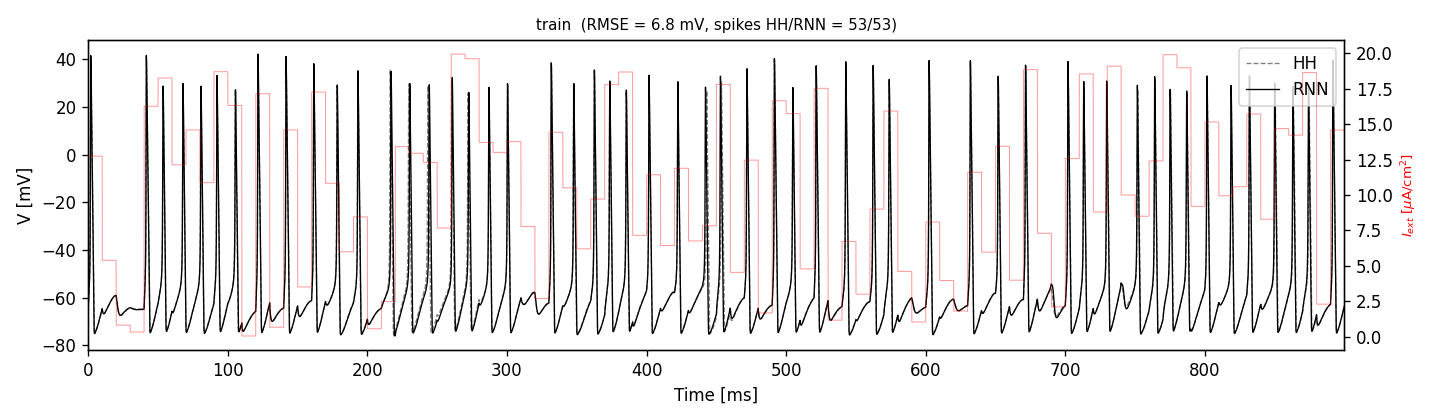 train (RMSE = 6.8 mV, spikes HH/RNN = 53/53)
V [mV]
40
20
0
−20
−40
−60
−80
0 100 200 300 400 500 600 700 800
Time [ms]
20.0
17.5
15.0
12.5
10.0
7.5
5.0
2.5
0.0
I_ext [μA/cm²]
HH
RNN